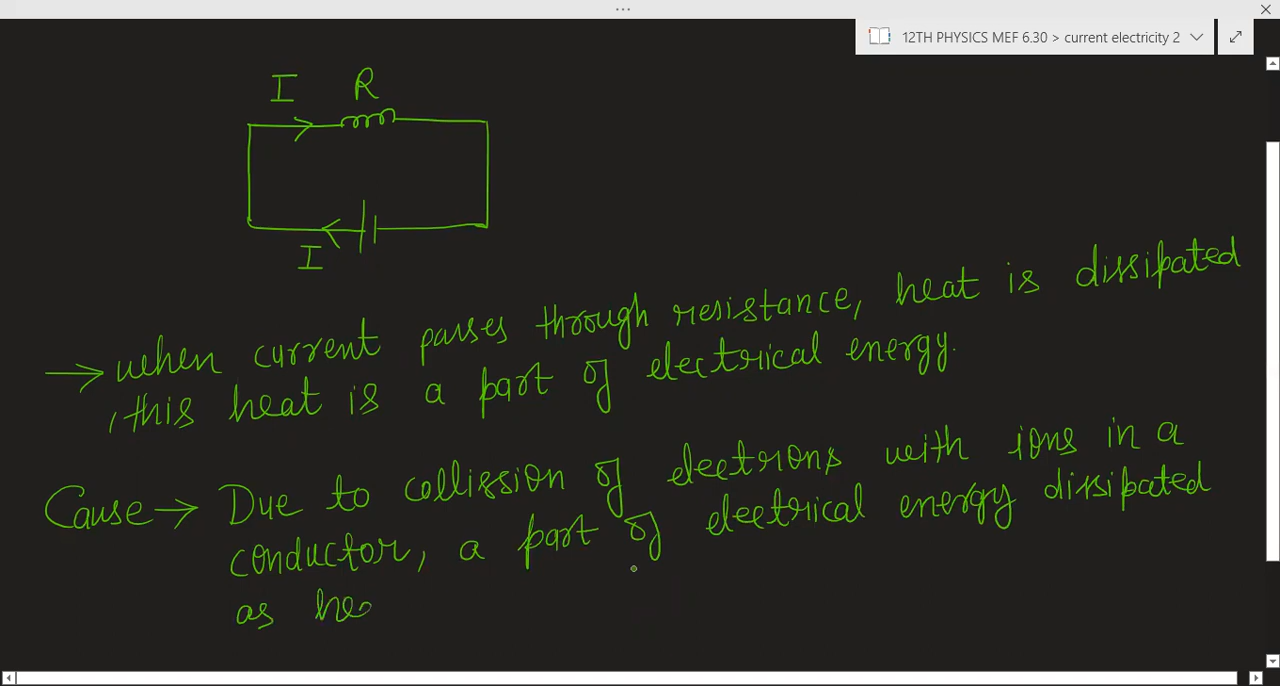 12TH PHYSICS MEF 6.30 > current electricity 2
I R
I
→ when current passes through resistance, heat is dissipated
, this heat is a part of electrical energy.
Cause → Due to collission of electrons with ions in a
conductor, a part of electrical energy dissipated
as he